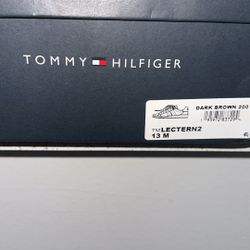 TOMMY HILFIGER
DARK BROWN 200
TMLECTERN2
13 M